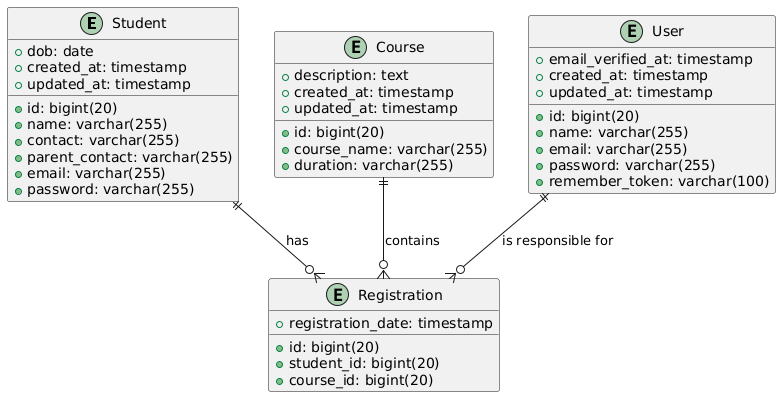 E Student
dob: date
created_at: timestamp
updated_at: timestamp
id: bigint(20)
name: varchar(255)
contact: varchar(255)
parent_contact: varchar(255)
email: varchar(255)
password: varchar(255)
E Course
description: text
created_at: timestamp
updated_at: timestamp
id: bigint(20)
course_name: varchar(255)
duration: varchar(255)
E User
email_verified_at: timestamp
created_at: timestamp
updated_at: timestamp
id: bigint(20)
name: varchar(255)
email: varchar(255)
password: varchar(255)
remember_token: varchar(100)
has
contains
is responsible for
E Registration
registration_date: timestamp
id: bigint(20)
student_id: bigint(20)
course_id: bigint(20)